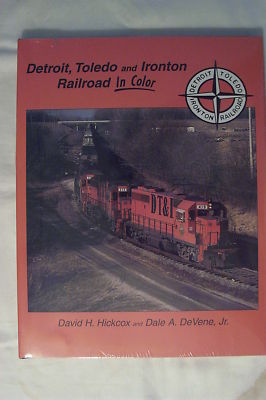 Detroit, Toledo and Ironton
Railroad In Color
DETROIT TOLEDO
IRONTON RAILROAD
DT&I
David H. Hickcox and Dale A. DeVene, Jr.